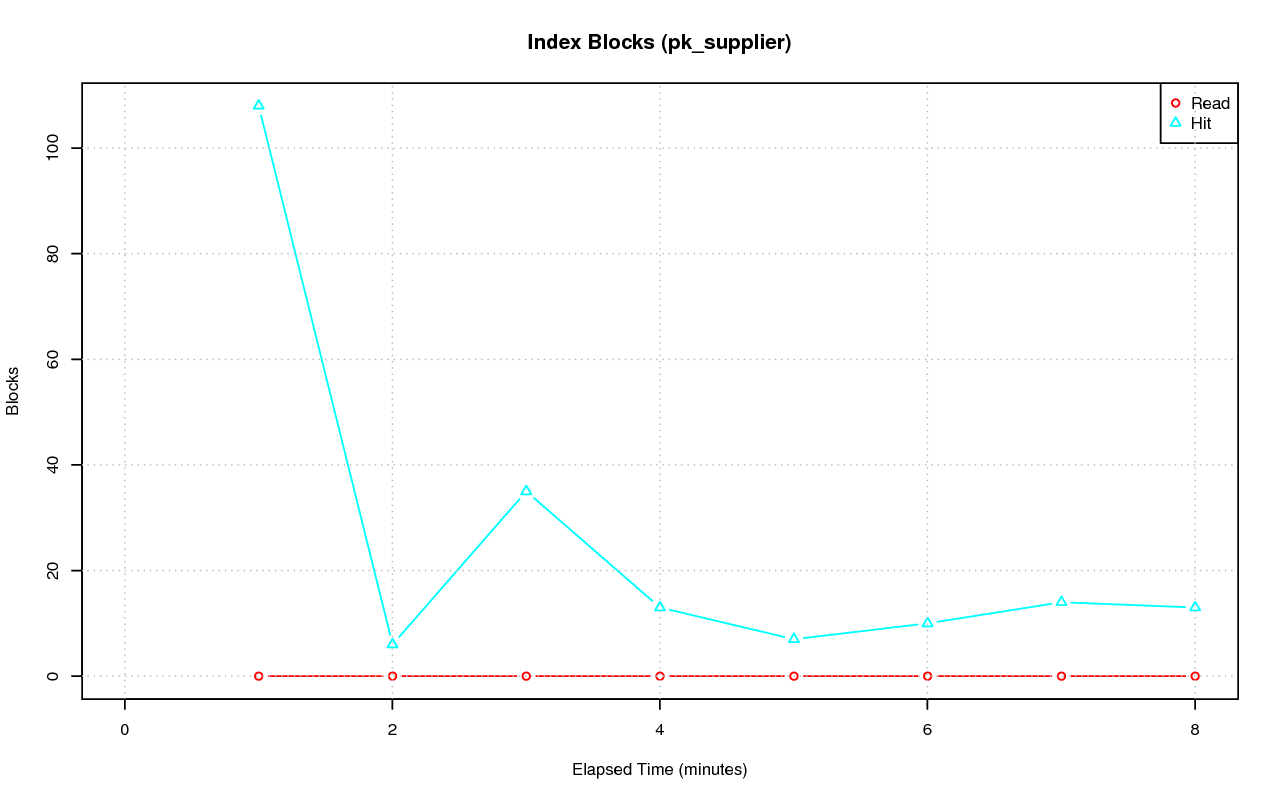 Index Blocks (pk_supplier)
Read
Hit
100
80
60
40
20
0
Blocks
0 2 4 6 8
Elapsed Time (minutes)